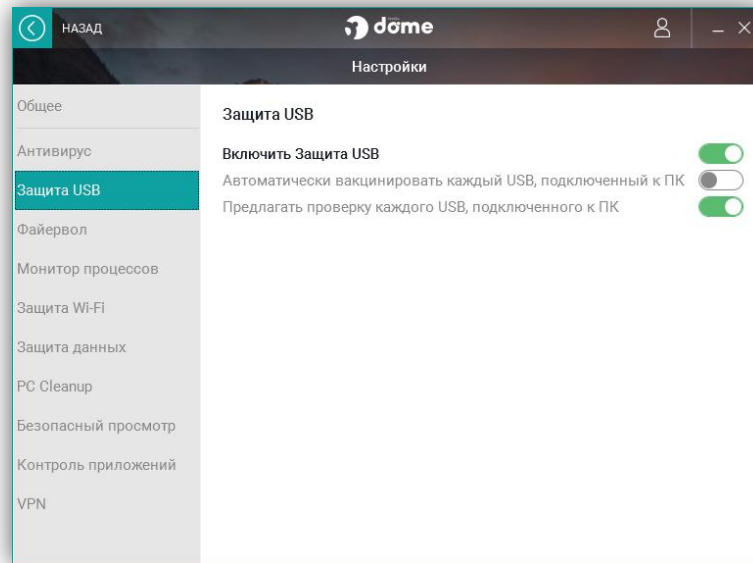 НАЗАД
dōme
Настройки
Общее
Антивирус
Защита USB
Файервол
Монитор процессов
Защита Wi-Fi
Защита данных
PC Cleanup
Безопасный просмотр
Контроль приложений
VPN
Защита USB
Включить Защита USB
Автоматически вакцинировать каждый USB, подключенный к ПК
Предлагать проверку каждого USB, подключенного к ПК